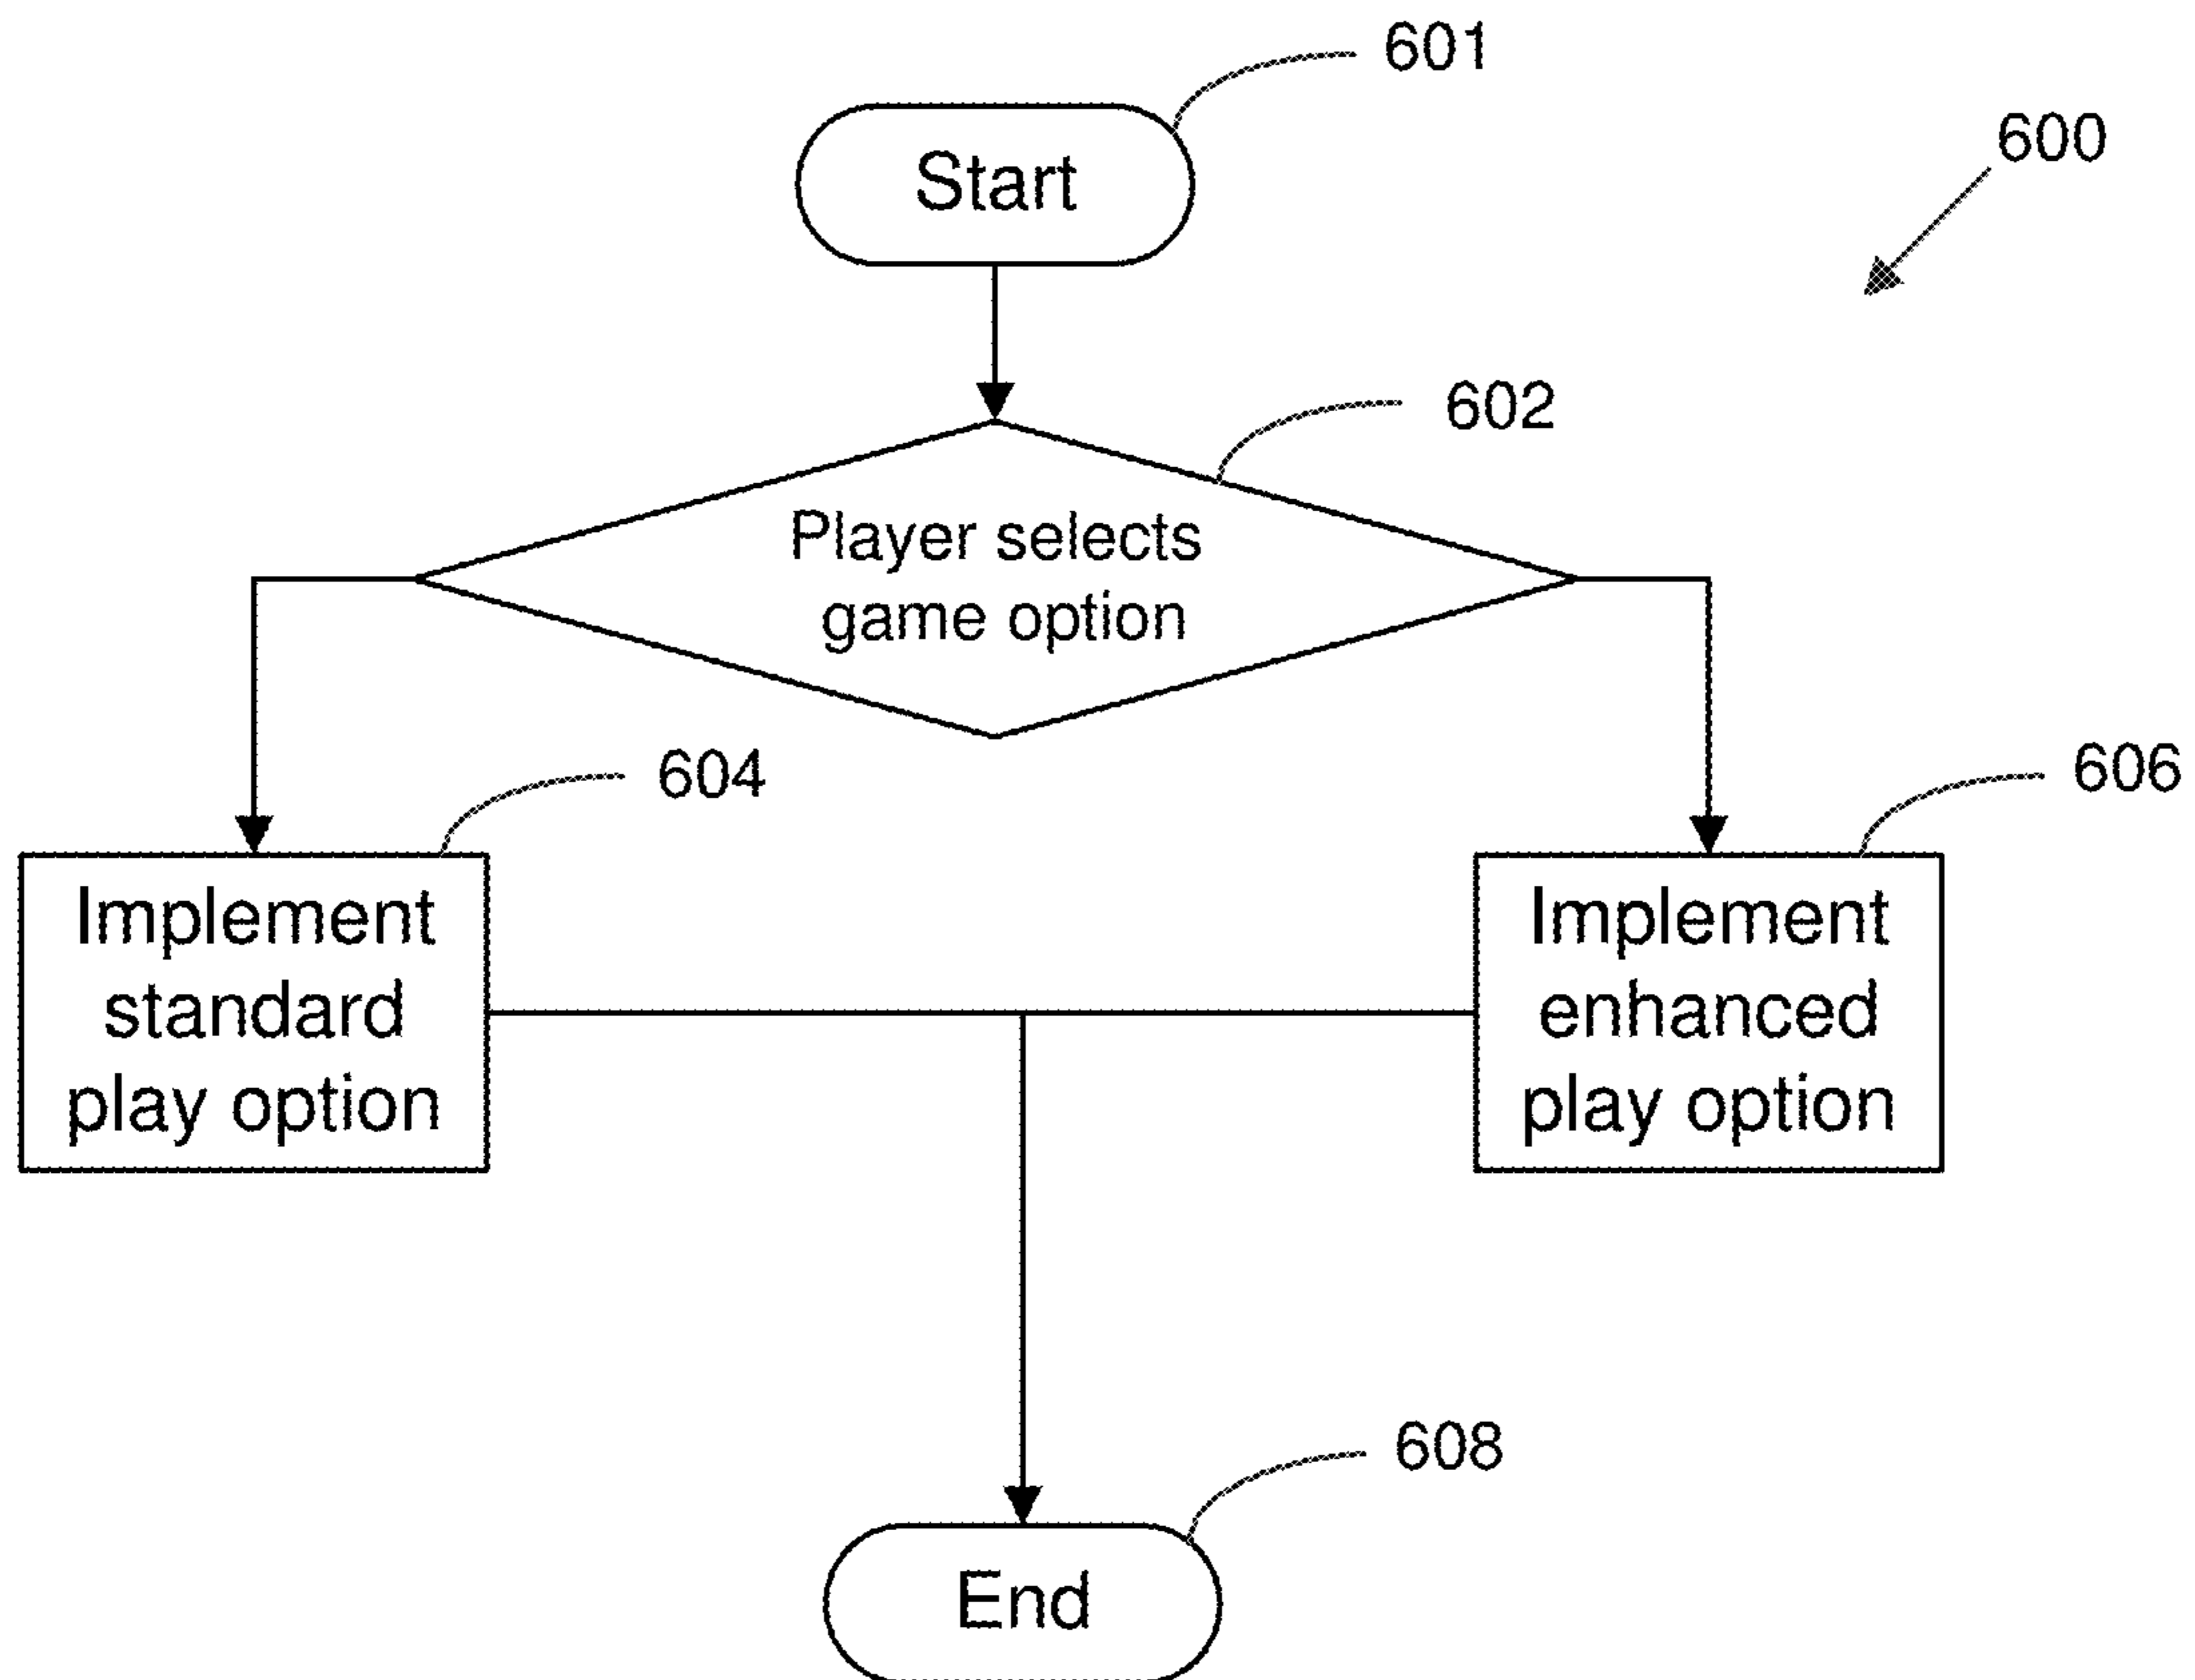 601
Start
600
602
Player selects
game option
604
606
Implement
standard
play option
Implement
enhanced
play option
608
End